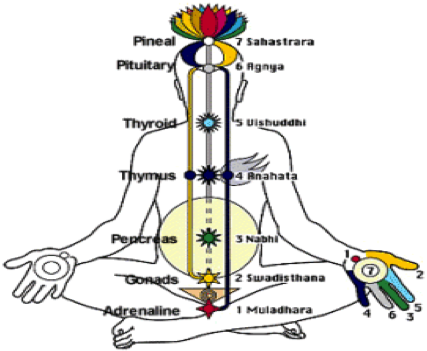 Pineal 7 Sahastrara
Pituitary 6 Agnya
Thyroid 5 Vishuddhi
Thymus 4 Anahata
Pencreas 3 Nabhi
Gonads 2 Swadisthana
Adrenaline 1 Muladhara
1
7
2
4
6
3
5